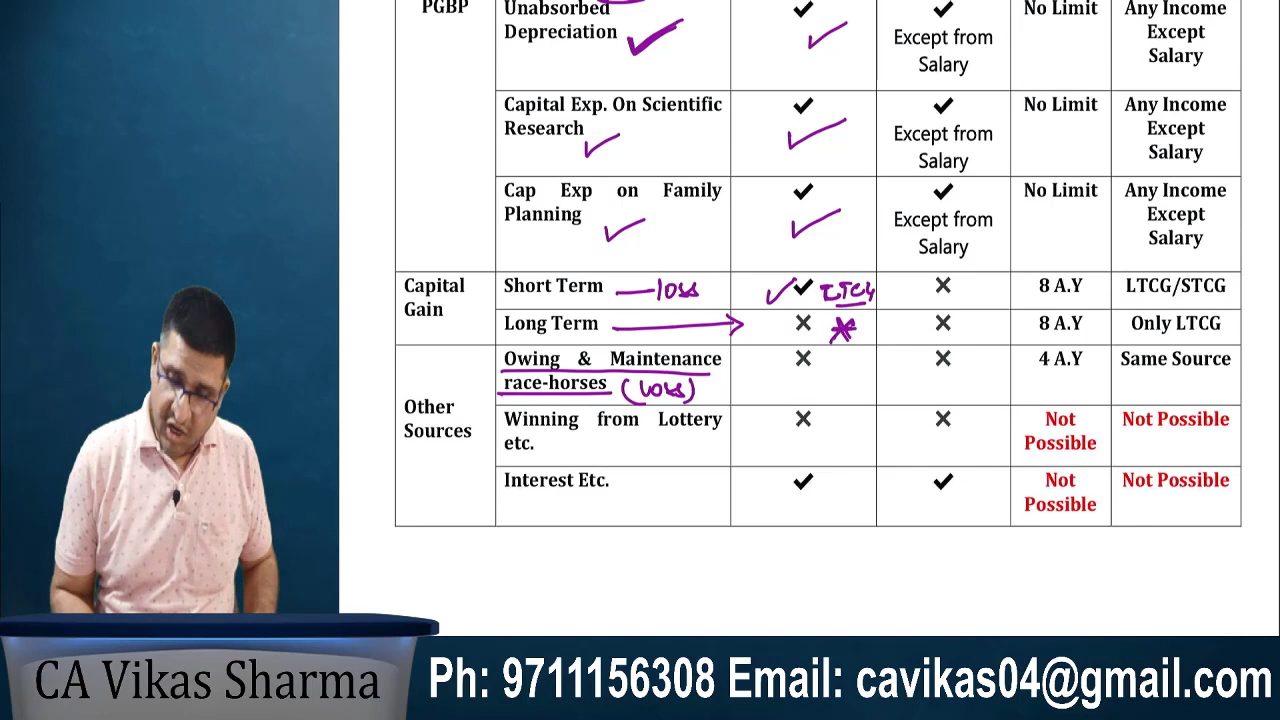 PGBP
Unabsorbed
Depreciation
✔
✔
Except from
Salary
No Limit
Any Income
Except
Salary
Capital Exp. On Scientific
Research
✔
✔
Except from
Salary
No Limit
Any Income
Except
Salary
Cap Exp on Family
Planning
✔
✔
Except from
Salary
No Limit
Any Income
Except
Salary
Capital
Gain
Short Term
loss
✔
LTCG
✕
8 A.Y
LTCG/STCG
Long Term
✕
✕
8 A.Y
Only LTCG
Other
Sources
Owing & Maintenance
race-horses
(loss)
✕
✕
4 A.Y
Same Source
Winning from Lottery
etc.
✕
✕
Not
Possible
Not Possible
Interest Etc.
✔
✔
Not
Possible
Not Possible
CA Vikas Sharma
Ph: 9711156308 Email: cavikas04@gmail.com